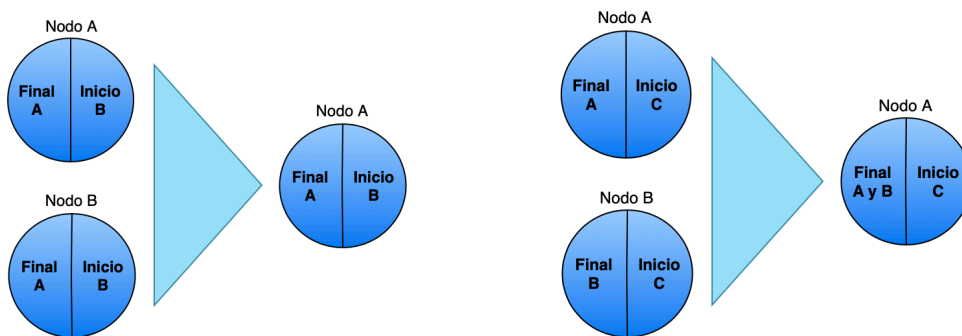 Nodo A
Final
A
Inicio
B
Nodo B
Final
A
Inicio
B
Nodo A
Final
A
Inicio
B
Nodo A
Final
A
Inicio
C
Nodo B
Final
B
Inicio
C
Nodo A
Final
A y B
Inicio
C